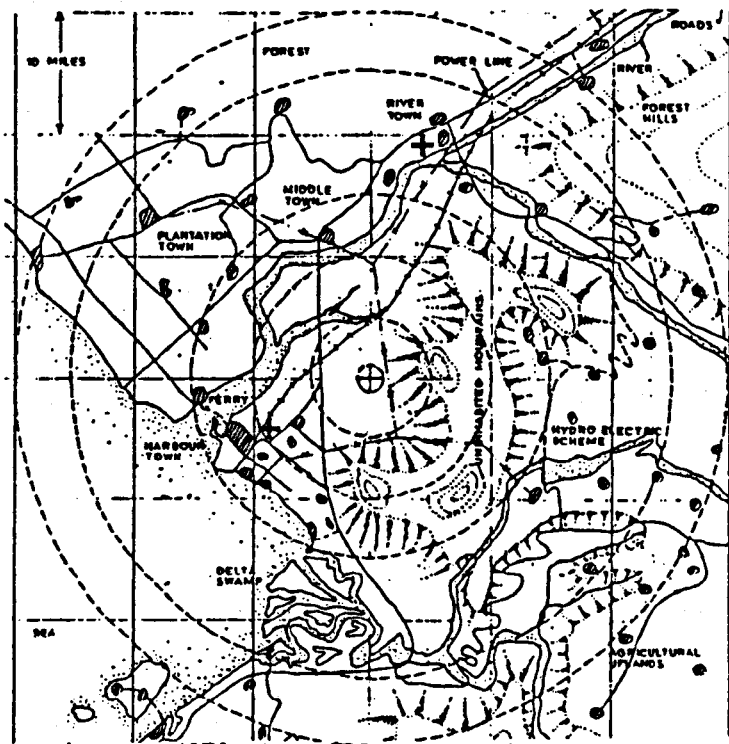 ROADS
FOREST
10 MILES
POWER LINE
RIVER
RIVER
TOWN
FOREST
HILLS
MIDDLE
TOWN
PLANTATION
TOWN
UNINHABITED MOUNTAINS
FERRY
HARBOUR
TOWN
HYDRO ELECTRIC
SCHEME
DELTA
SWAMP
SEA
AGRICULTURAL
UPLANDS